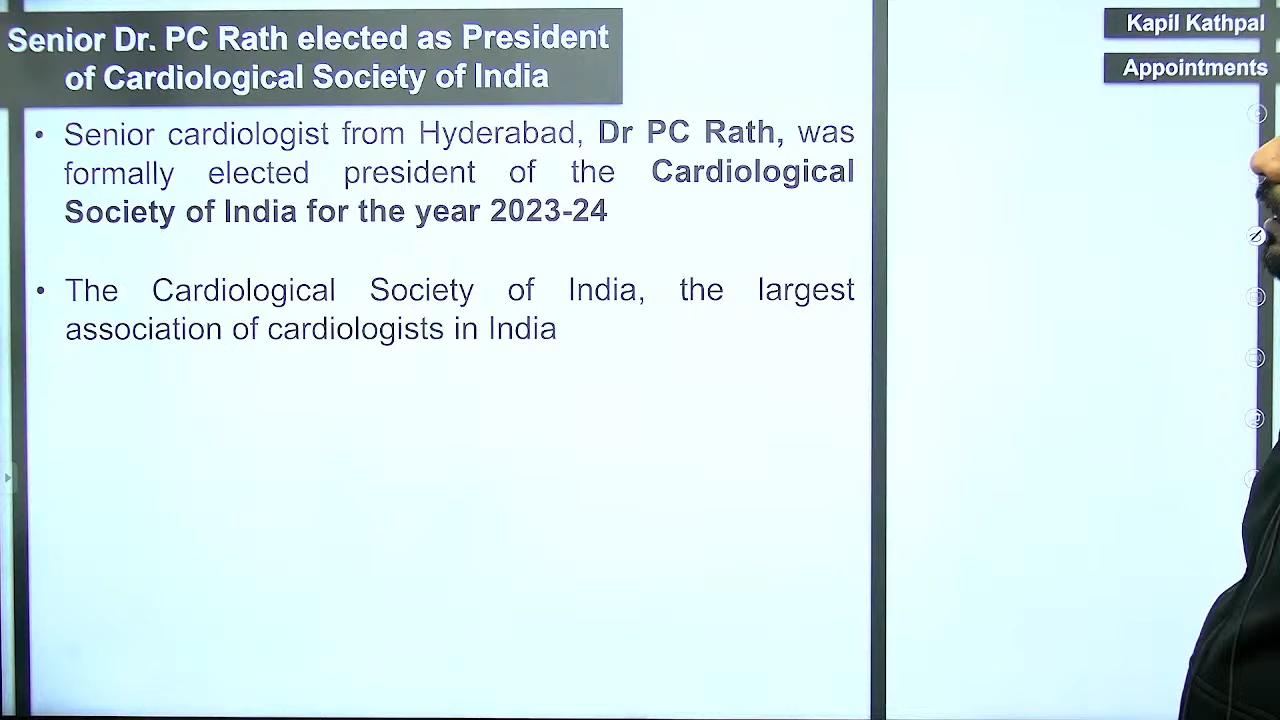 Senior Dr. PC Rath elected as President
of Cardiological Society of India
Kapil Kathpal
Appointments
• Senior cardiologist from Hyderabad, Dr PC Rath, was
formally elected president of the Cardiological
Society of India for the year 2023-24
• The Cardiological Society of India, the largest
association of cardiologists in India